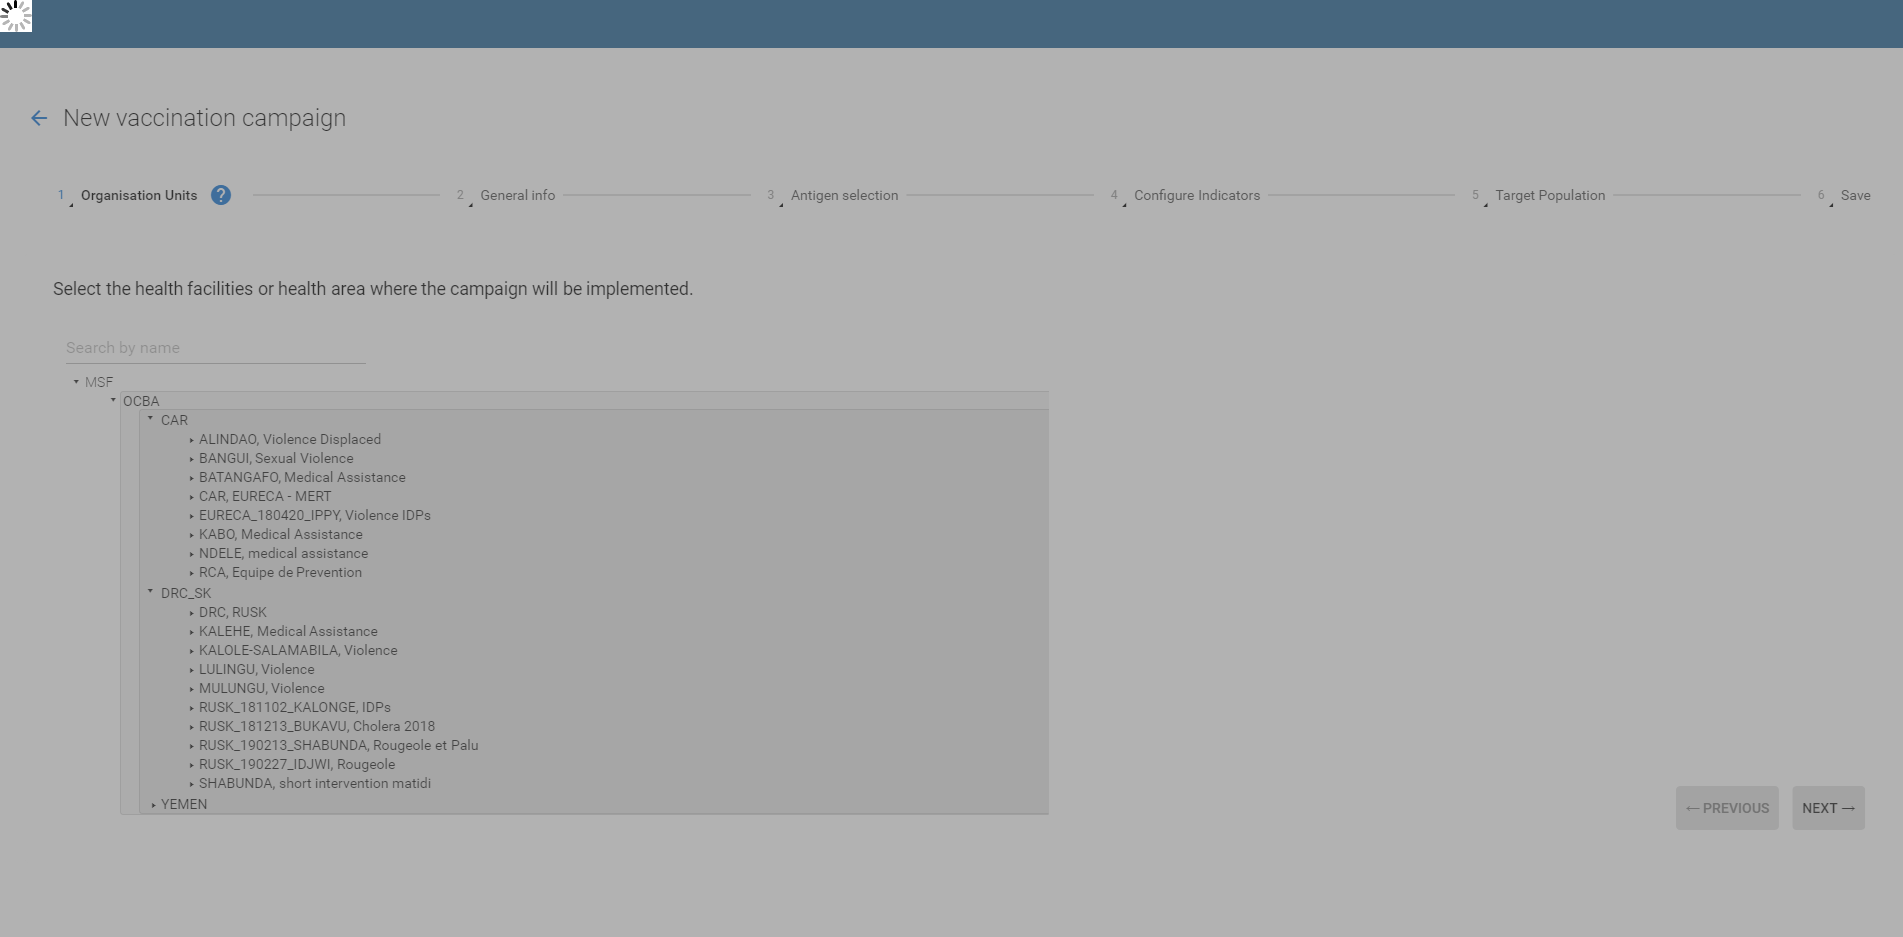 New vaccination campaign
1 Organisation Units ? 2 General info 3 Antigen selection 4 Configure Indicators 5 Target Population 6 Save
Select the health facilities or health area where the campaign will be implemented.
Search by name
MSF
OCBA
CAR
ALINDAO, Violence Displaced
BANGUI, Sexual Violence
BATANGAFO, Medical Assistance
CAR, EURECA - MERT
EURECA_180420_IPPY, Violence IDPs
KABO, Medical Assistance
NDELE, medical assistance
RCA, Equipe de Prevention
DRC_SK
DRC, RUSK
KALEHE, Medical Assistance
KALOLE-SALAMABILA, Violence
LULINGU, Violence
MULUNGU, Violence
RUSK_181102_KALONGE, IDPs
RUSK_181213_BUKAVU, Cholera 2018
RUSK_190213_SHABUNDA, Rougeole et Palu
RUSK_190227_IDJWI, Rougeole
SHABUNDA, short intervention matidi
YEMEN
← PREVIOUS NEXT →